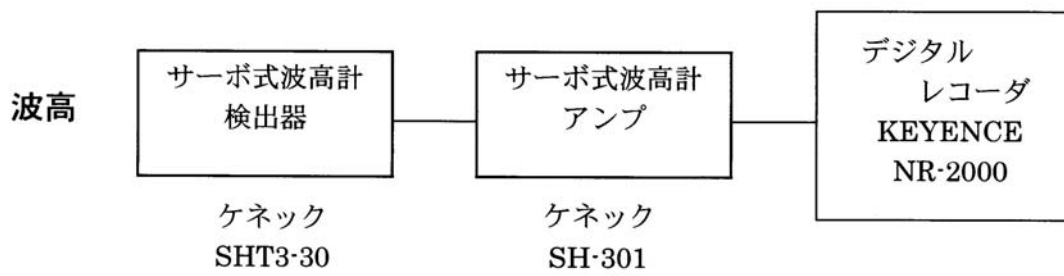 波高
サーボ式波高計
検出器
ケネック
SHT3-30
サーボ式波高計
アンプ
ケネック
SH-301
デジタル
レコーダ
KEYENCE
NR-2000